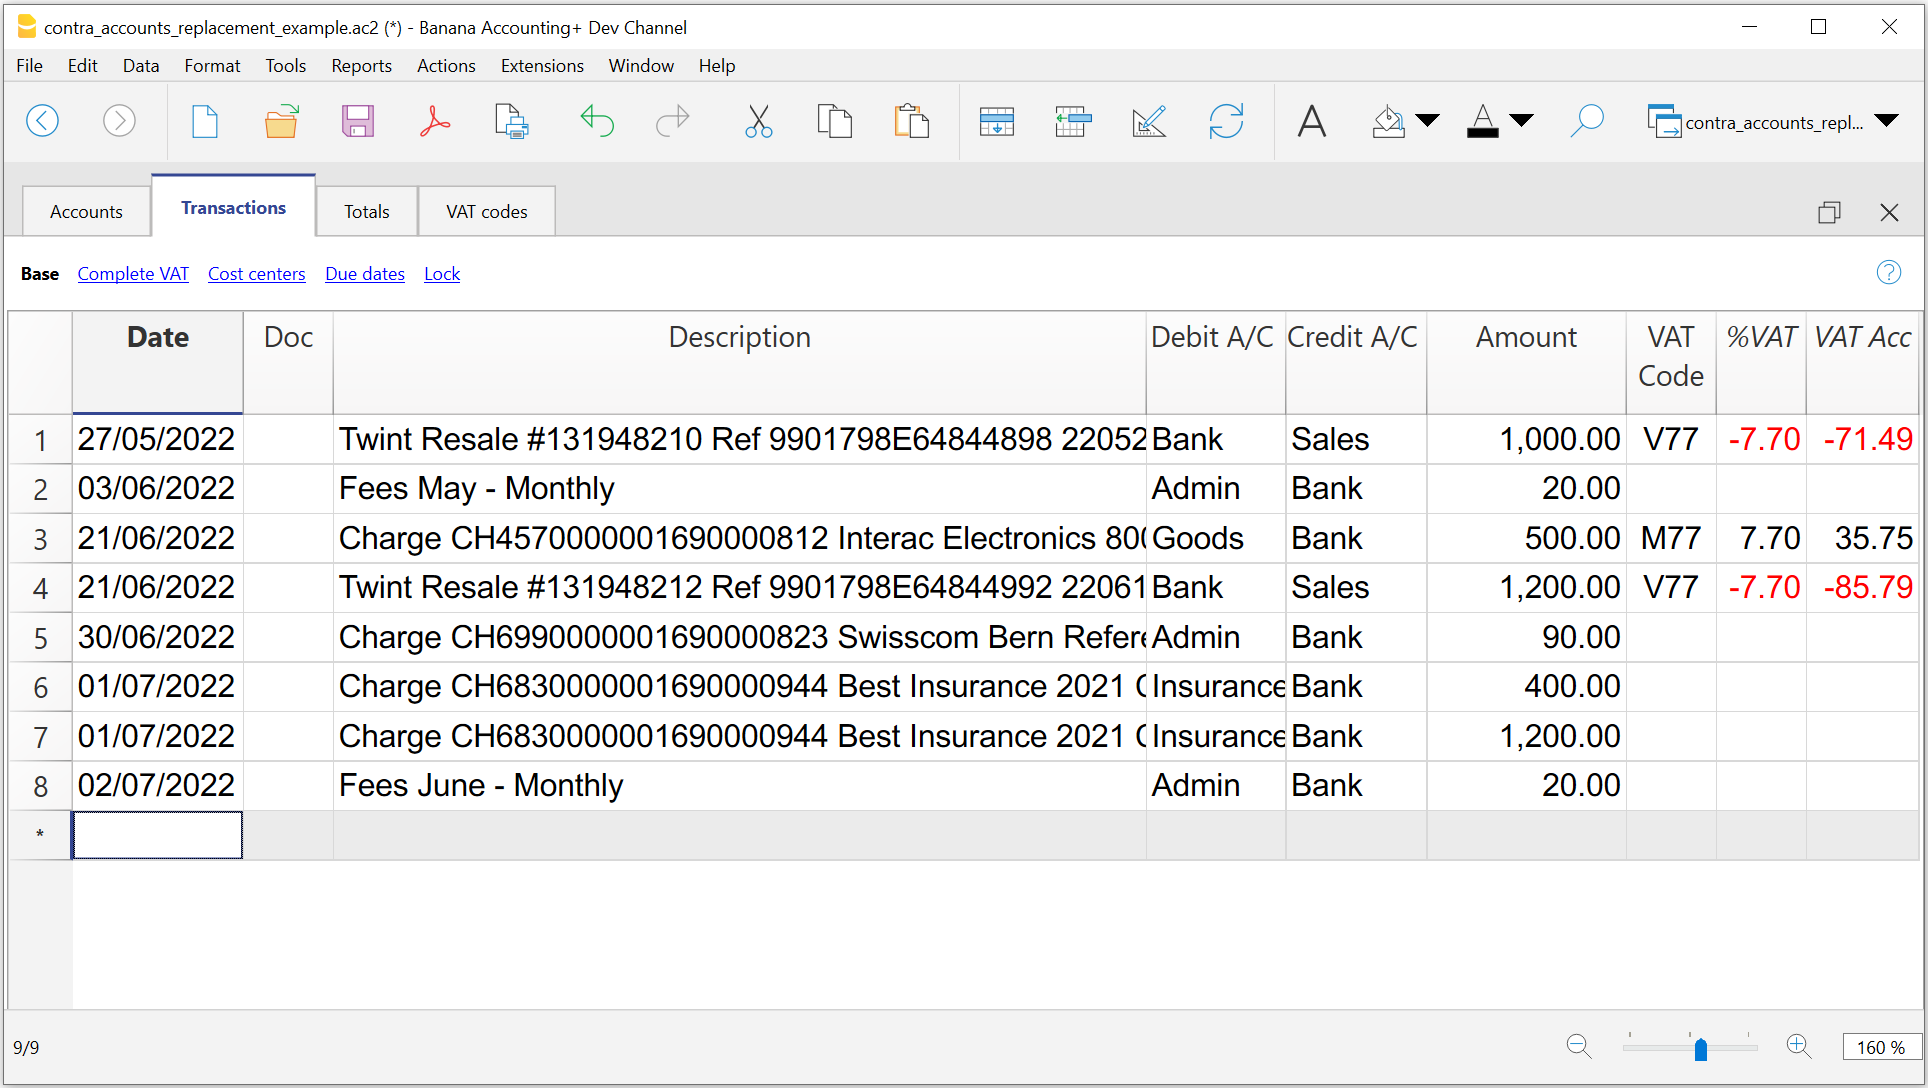 contra_accounts_replacement_example.ac2 (*) - Banana Accounting+ Dev Channel
File Edit Data Format Tools Reports Actions Extensions Window Help
A A contra_accounts_repl...
Accounts Transactions Totals VAT codes
Base Complete VAT Cost centers Due dates Lock ?
Date Doc Description Debit A/C Credit A/C Amount VAT Code %VAT VAT Acc
1 27/05/2022 Twint Resale #131948210 Ref 9901798E64844898 22052 Bank Sales 1,000.00 V77 -7.70 -71.49
2 03/06/2022 Fees May - Monthly Admin Bank 20.00
3 21/06/2022 Charge CH4570000001690000812 Interac Electronics 800 Goods Bank 500.00 M77 7.70 35.75
4 21/06/2022 Twint Resale #131948212 Ref 9901798E64844992 22061 Bank Sales 1,200.00 V77 -7.70 -85.79
5 30/06/2022 Charge CH6990000001690000823 Swisscom Bern Refere Admin Bank 90.00
6 01/07/2022 Charge CH6830000001690000944 Best Insurance 2021 Insurance Bank 400.00
7 01/07/2022 Charge CH6830000001690000944 Best Insurance 2021 Insurance Bank 1,200.00
8 02/07/2022 Fees June - Monthly Admin Bank 20.00
*
9/9 160 %